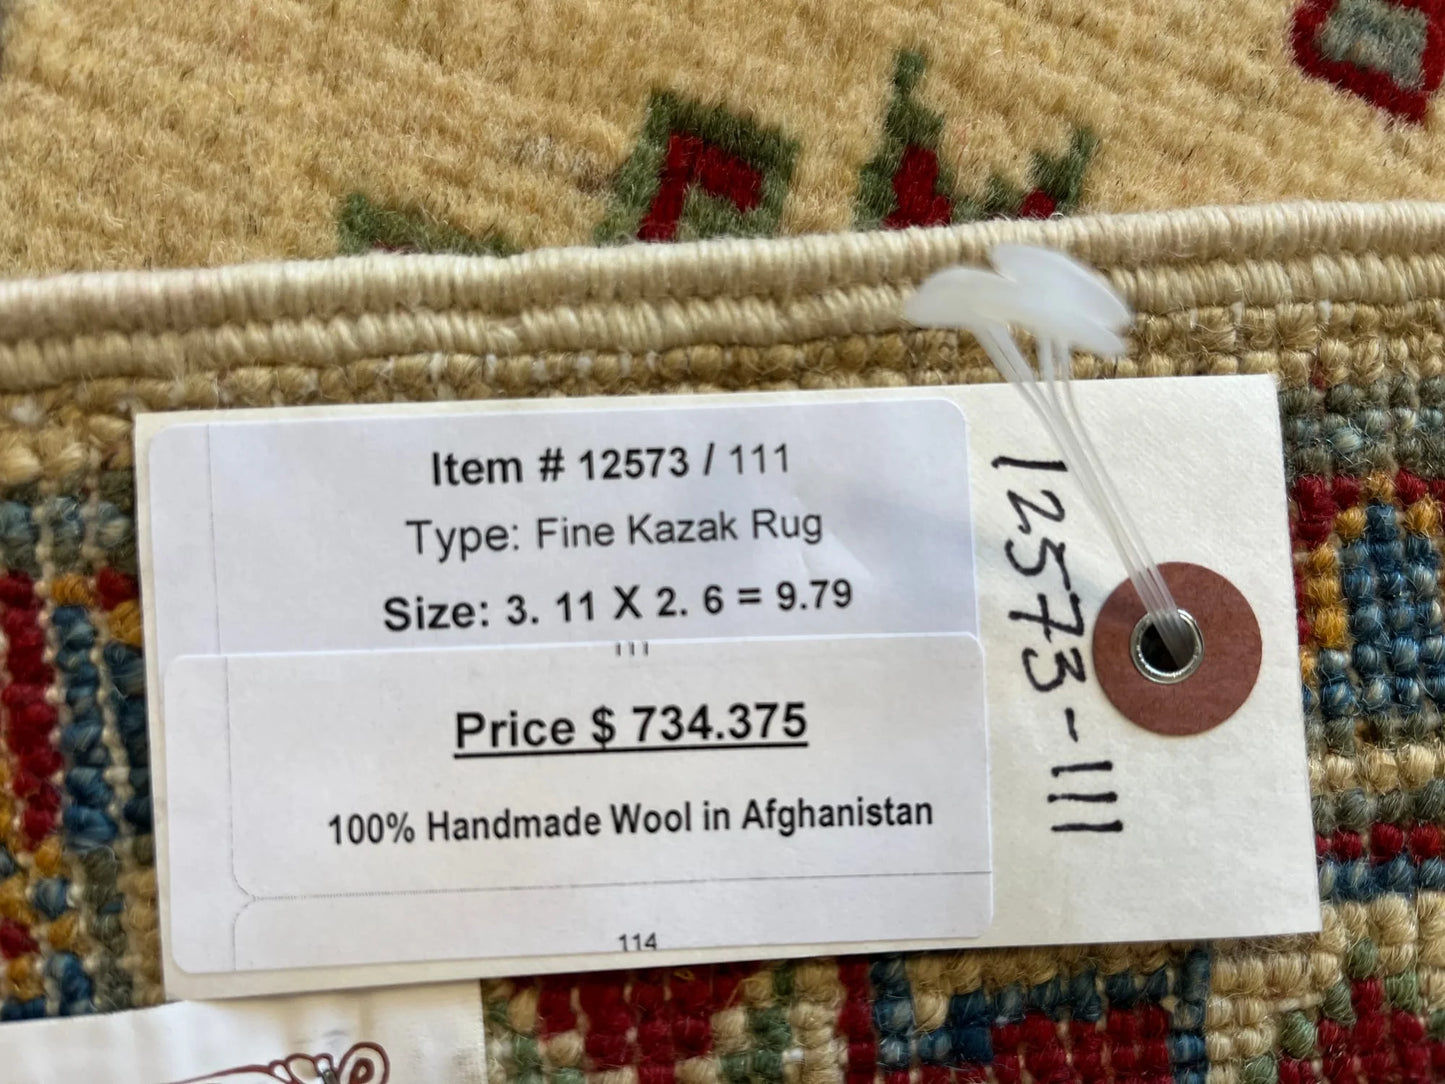 Item # 12573 / 111
Type: Fine Kazak Rug
Size: 3. 11 X 2. 6 = 9.79
111
Price $ 734.375
100% Handmade Wool in Afghanistan
114
12573-111